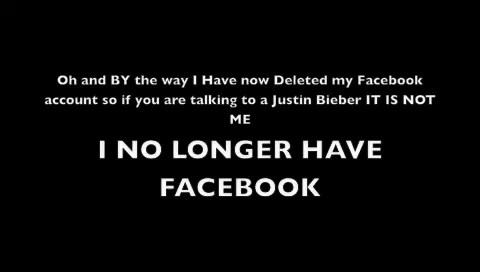 Oh and BY the way I Have now Deleted my Facebook
account so if you are talking to a Justin Bieber IT IS NOT
ME
I NO LONGER HAVE
FACEBOOK